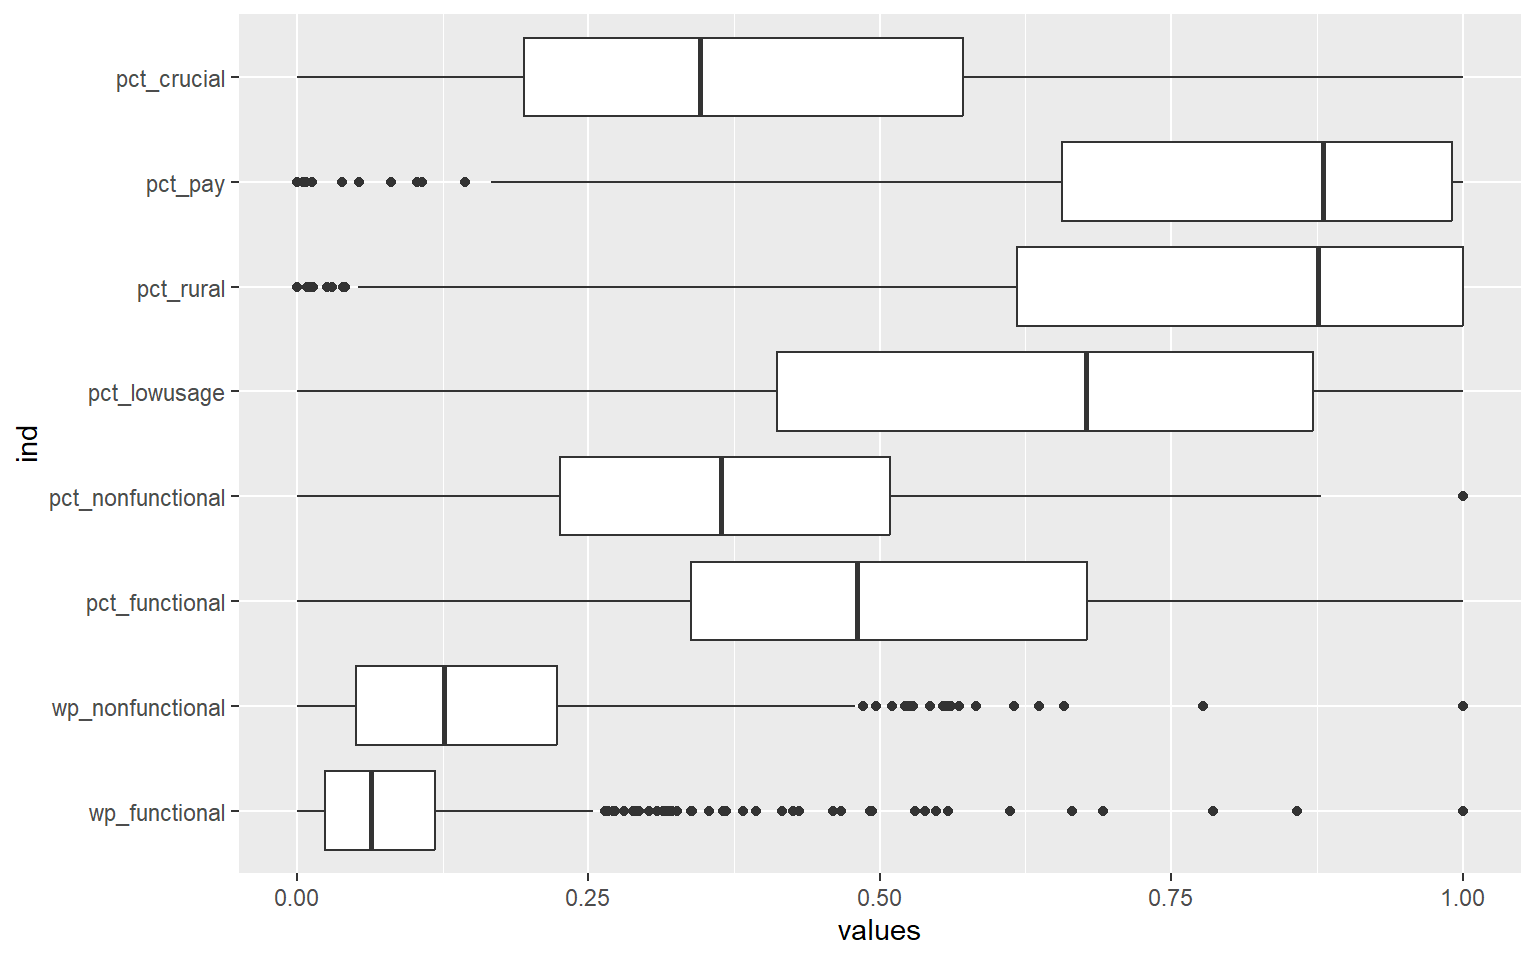 pct_crucial
pct_pay
pct_rural
pct_lowusage
pct_nonfunctional
pct_functional
wp_nonfunctional
wp_functional
ind
0.00
0.25
0.50
0.75
1.00
values